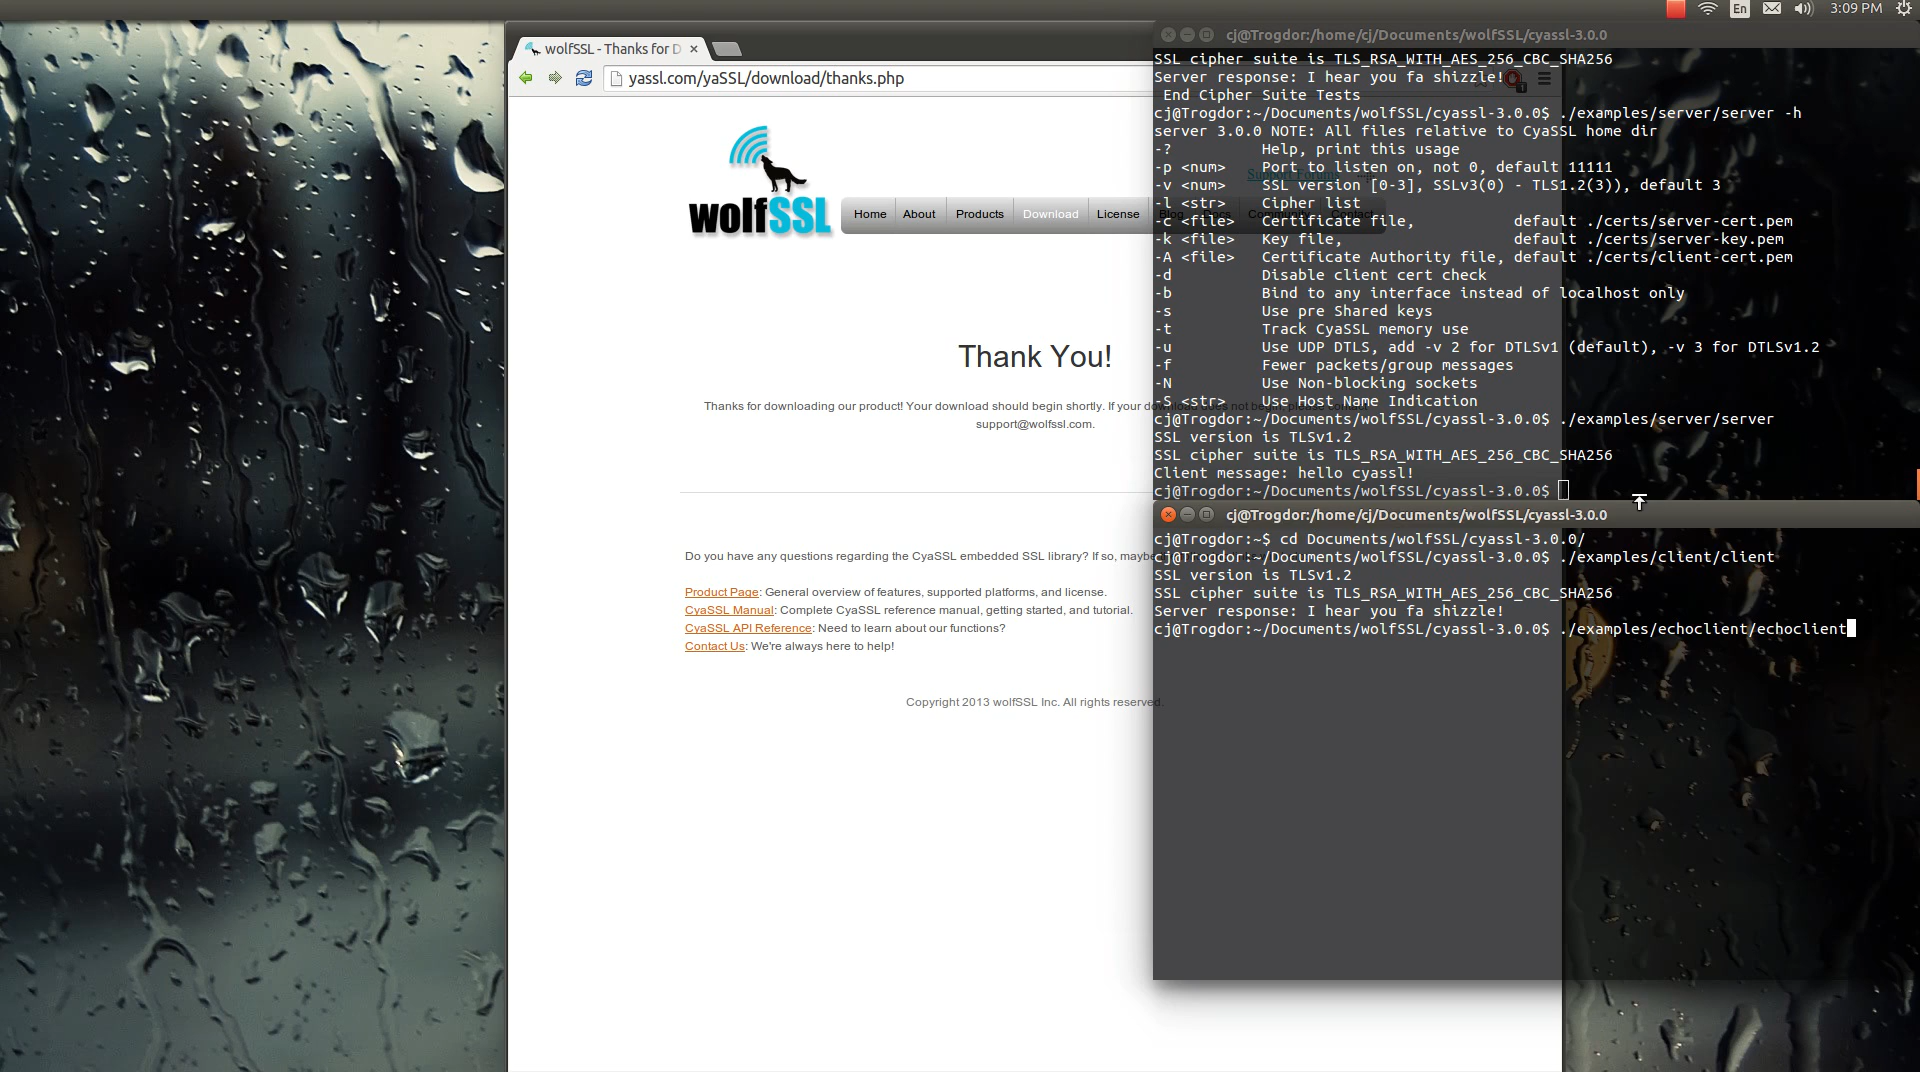 En
3:09 PM
wolfSSL - Thanks for D
yassl.com/yaSSL/download/thanks.php
wolfSSL
Home About Products Download License Blog Docs Community Contact
Support Forums
Thank You!
Thanks for downloading our product! Your download should begin shortly. If your download does not begin, please contact
support@wolfssl.com.
Do you have any questions regarding the CyaSSL embedded SSL library? If so, maybe
Product Page: General overview of features, supported platforms, and license.
CyaSSL Manual: Complete CyaSSL reference manual, getting started, and tutorial.
CyaSSL API Reference: Need to learn about our functions?
Contact Us: We're always here to help!
Copyright 2013 wolfSSL Inc. All rights reserved.
cj@Trogdor:/home/cj/Documents/wolfSSL/cyassl-3.0.0
SSL cipher suite is TLS_RSA_WITH_AES_256_CBC_SHA256
Server response: I hear you fa shizzle!
End Cipher Suite Tests
cj@Trogdor:~/Documents/wolfSSL/cyassl-3.0.0$ ./examples/server/server -h
server 3.0.0 NOTE: All files relative to CyaSSL home dir
-? Help, print this usage
-p <num> Port to listen on, not 0, default 11111
-v <num> SSL version [0-3], SSLv3(0) - TLS1.2(3)), default 3
-l <str> Cipher list
-c <file> Certificate file, default ./certs/server-cert.pem
-k <file> Key file, default ./certs/server-key.pem
-A <file> Certificate Authority file, default ./certs/client-cert.pem
-d Disable client cert check
-b Bind to any interface instead of localhost only
-s Use pre Shared keys
-t Track CyaSSL memory use
-u Use UDP DTLS, add -v 2 for DTLSv1 (default), -v 3 for DTLSv1.2
-f Fewer packets/group messages
-N Use Non-blocking sockets
-S <str> Use Host Name Indication
cj@Trogdor:~/Documents/wolfSSL/cyassl-3.0.0$ ./examples/server/server
SSL version is TLSv1.2
SSL cipher suite is TLS_RSA_WITH_AES_256_CBC_SHA256
Client message: hello cyassl!
cj@Trogdor:~/Documents/wolfSSL/cyassl-3.0.0$
cj@Trogdor:/home/cj/Documents/wolfSSL/cyassl-3.0.0
cj@Trogdor:~$ cd Documents/wolfSSL/cyassl-3.0.0/
cj@Trogdor:~/Documents/wolfSSL/cyassl-3.0.0$ ./examples/client/client
SSL version is TLSv1.2
SSL cipher suite is TLS_RSA_WITH_AES_256_CBC_SHA256
Server response: I hear you fa shizzle!
cj@Trogdor:~/Documents/wolfSSL/cyassl-3.0.0$ ./examples/echoclient/echoclient